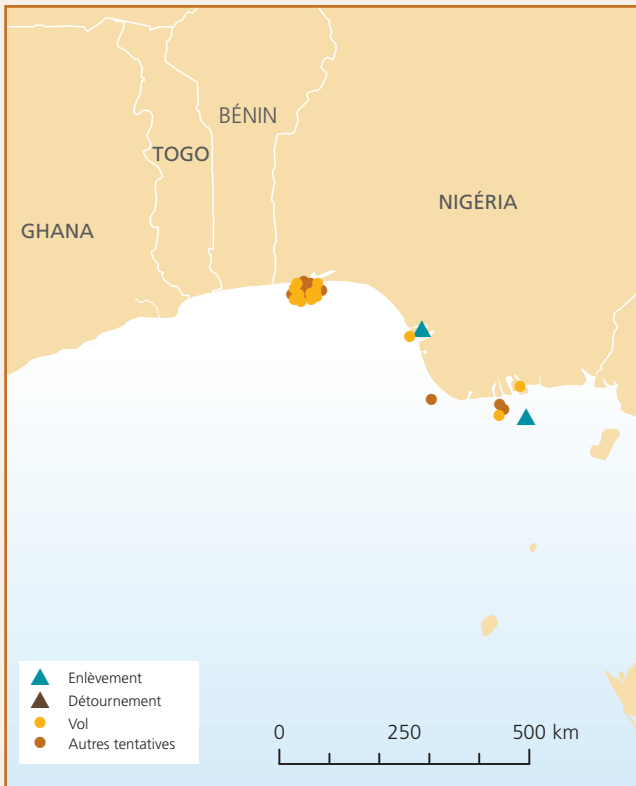 BÉNIN
TOGO
NIGÉRIA
GHANA
Enlèvement
Détournement
Vol
Autres tentatives
0 250 500 km